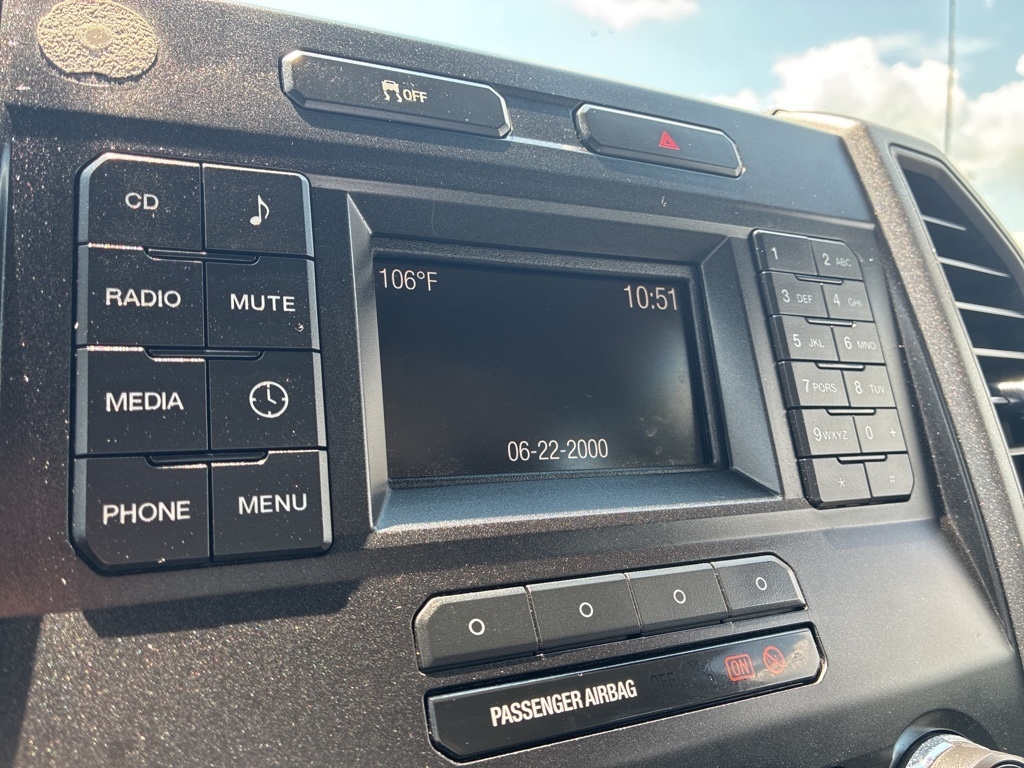 OFF
CD
RADIO MUTE
MEDIA
PHONE MENU
106°F 10:51
06-22-2000
1 2 ABC
3 DEF 4 GHI
5 JKL 6 MNO
7 PQRS 8 TUV
9 WXYZ 0 +
* #
PASSENGER AIRBAG OFF ON